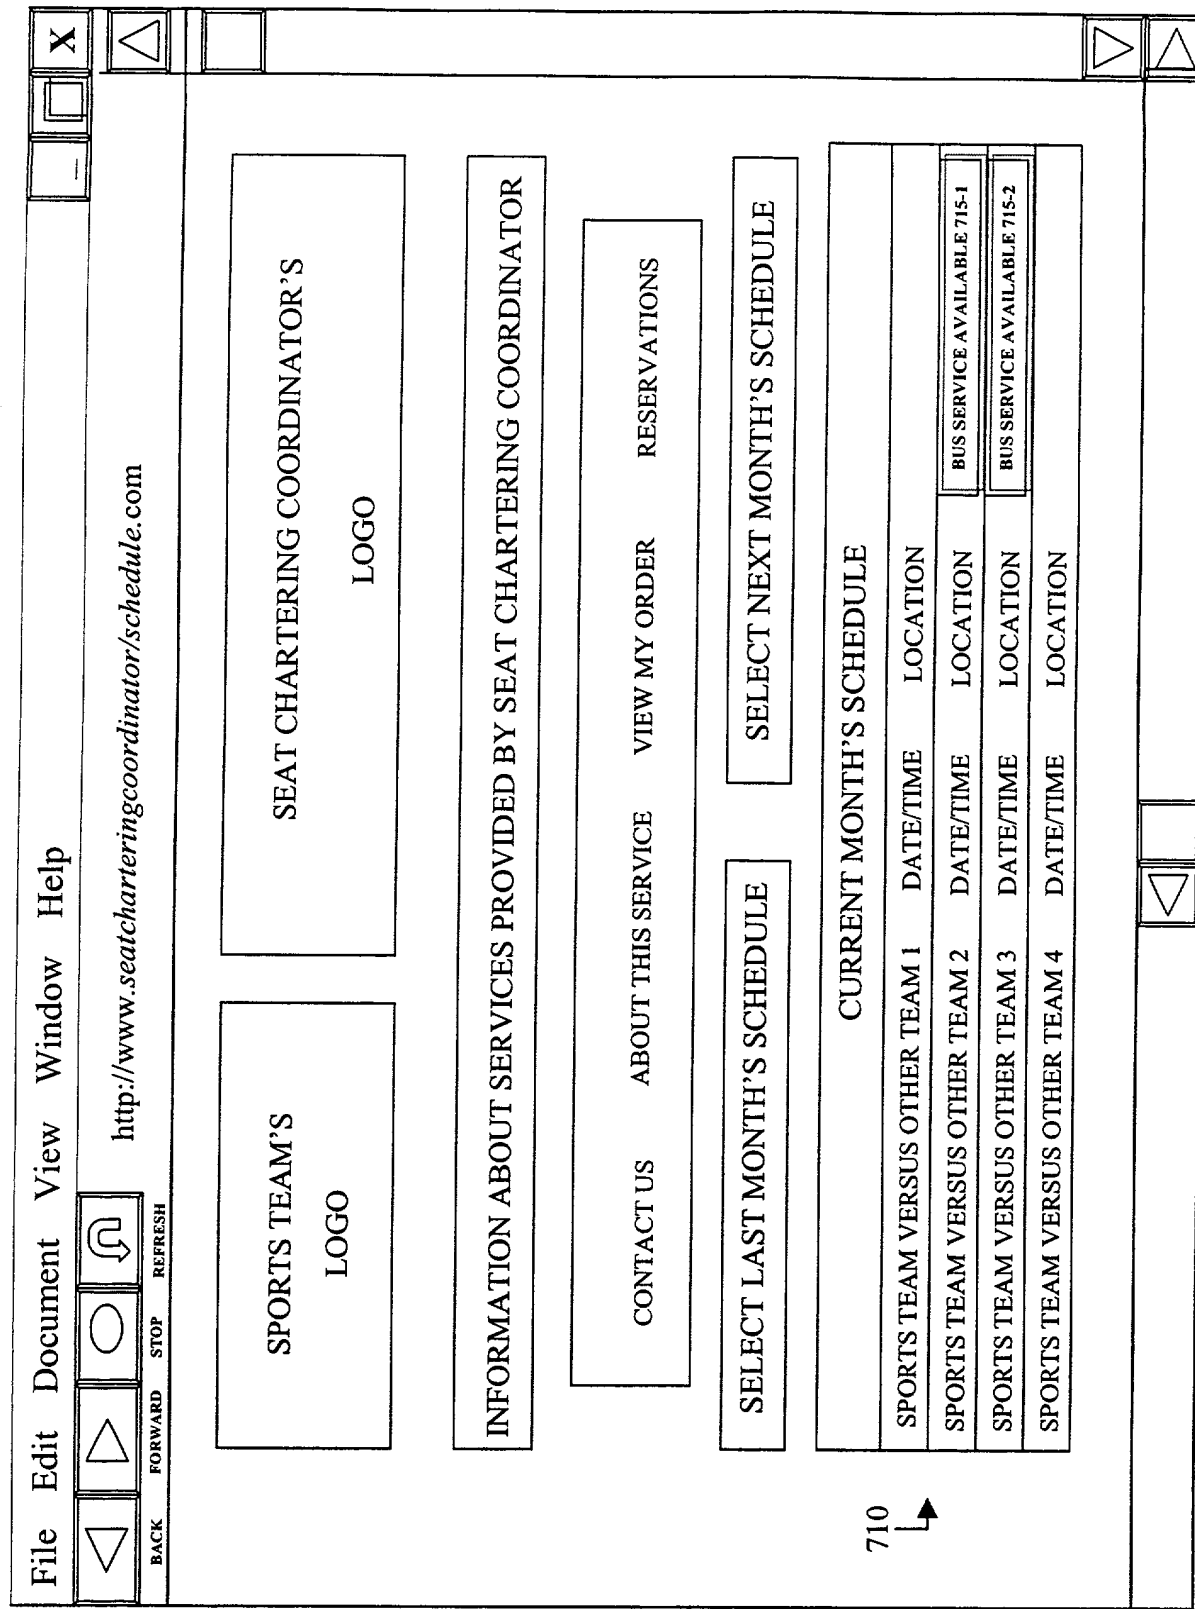 File Edit Document View Window Help
X
BACK FORWARD STOP REFRESH
http://www.seatcharteringcoordinator/schedule.com
SPORTS TEAM'S
LOGO
SEAT CHARTERING COORDINATOR'S
LOGO
INFORMATION ABOUT SERVICES PROVIDED BY SEAT CHARTERING COORDINATOR
CONTACT US ABOUT THIS SERVICE VIEW MY ORDER RESERVATIONS
SELECT LAST MONTH'S SCHEDULE
SELECT NEXT MONTH'S SCHEDULE
710
CURRENT MONTH'S SCHEDULE
SPORTS TEAM VERSUS OTHER TEAM 1 DATE/TIME LOCATION
SPORTS TEAM VERSUS OTHER TEAM 2 DATE/TIME LOCATION BUS SERVICE AVAILABLE 715-1
SPORTS TEAM VERSUS OTHER TEAM 3 DATE/TIME LOCATION BUS SERVICE AVAILABLE 715-2
SPORTS TEAM VERSUS OTHER TEAM 4 DATE/TIME LOCATION